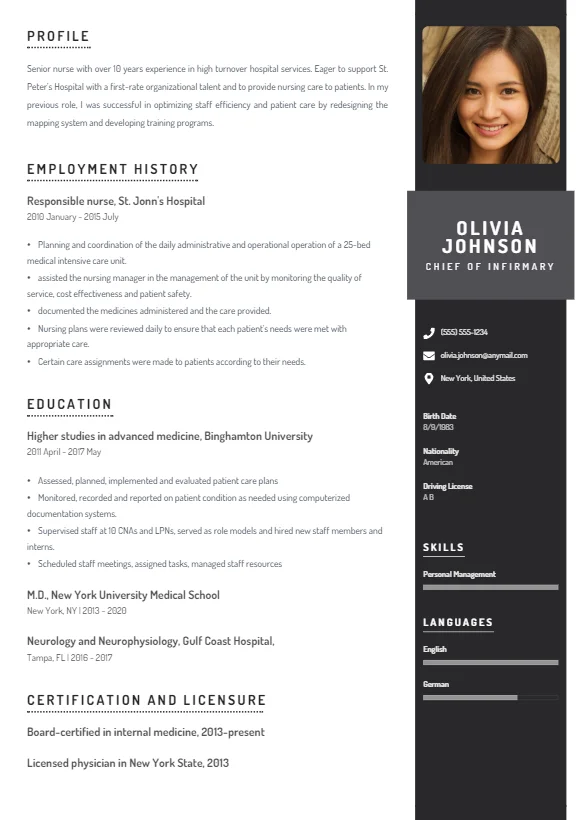 PROFILE
Senior nurse with over 10 years experience in high turnover hospital services. Eager to support St.
Peter's Hospital with a first-rate organizational talent and to provide nursing care to patients. In my
previous role, I was successful in optimizing staff efficiency and patient care by redesigning the
mapping system and developing training programs.
EMPLOYMENT HISTORY
Responsible nurse, St. Jonn's Hospital
2010 January - 2015 July
• Planning and coordination of the daily administrative and operational operation of a 25-bed
medical intensive care unit.
• assisted the nursing manager in the management of the unit by monitoring the quality of
service, cost effectiveness and patient safety.
• documented the medicines administered and the care provided.
• Nursing plans were reviewed daily to ensure that each patient's needs were met with
appropriate care.
• Certain care assignments were made to patients according to their needs.
EDUCATION
Higher studies in advanced medicine, Binghamton University
2011 April - 2017 May
• Assessed, planned, implemented and evaluated patient care plans
• Monitored, recorded and reported on patient condition as needed using computerized
documentation systems.
• Supervised staff at 10 CNAs and LPNs, served as role models and hired new staff members and
interns.
• Scheduled staff meetings, assigned tasks, managed staff resources
M.D., New York University Medical School
New York, NY | 2013 - 2020
Neurology and Neurophysiology, Gulf Coast Hospital,
Tampa, FL | 2016 - 2017
CERTIFICATION AND LICENSURE
Board-certified in internal medicine, 2013-present
Licensed physician in New York State, 2013
OLIVIA
JOHNSON
CHIEF OF INFIRMARY
(555) 555-1234
olivia.johnson@anymail.com
New York, United States
Birth Date
8/9/1983
Nationality
American
Driving License
A B
SKILLS
Personal Management
LANGUAGES
English
German